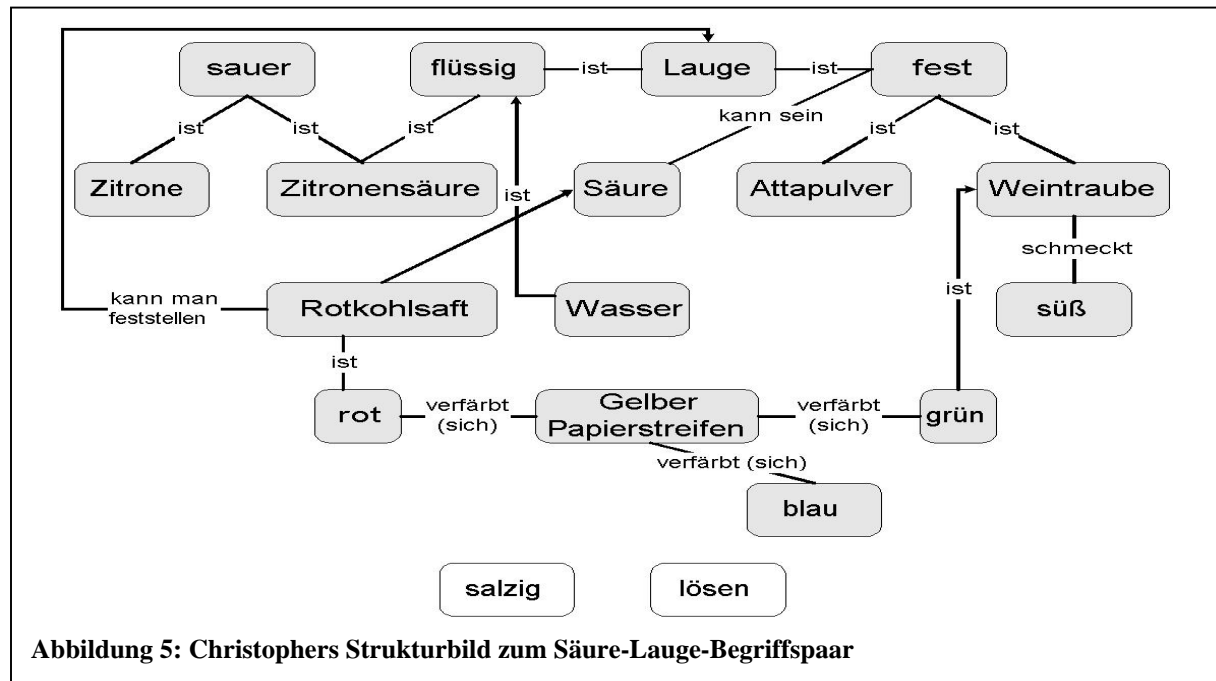 sauer
flüssig
ist
Lauge
ist
fest
kann sein
ist
ist
ist
ist
ist
Zitrone
Zitronensäure
ist
Säure
Attapulver
Weintraube
schmeckt
kann man
feststellen
Rotkohlsaft
Wasser
ist
süß
ist
rot
verfärbt
(sich)
Gelber
Papierstreifen
verfärbt
(sich)
grün
verfärbt (sich)
blau
salzig
lösen
Abbildung 5: Christophers Strukturbild zum Säure-Lauge-Begriffspaar